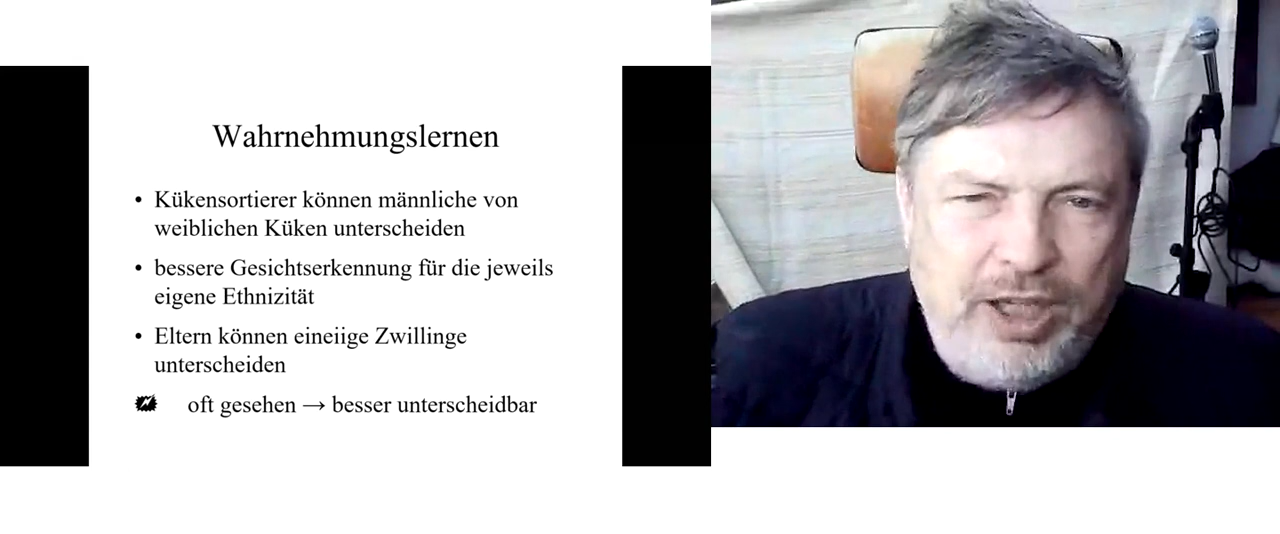 Wahrnehmungslernen
• Kükensortierer können männliche von
weiblichen Küken unterscheiden
• bessere Gesichtserkennung für die jeweils
eigene Ethnizität
• Eltern können eineiige Zwillinge
unterscheiden
oft gesehen → besser unterscheidbar